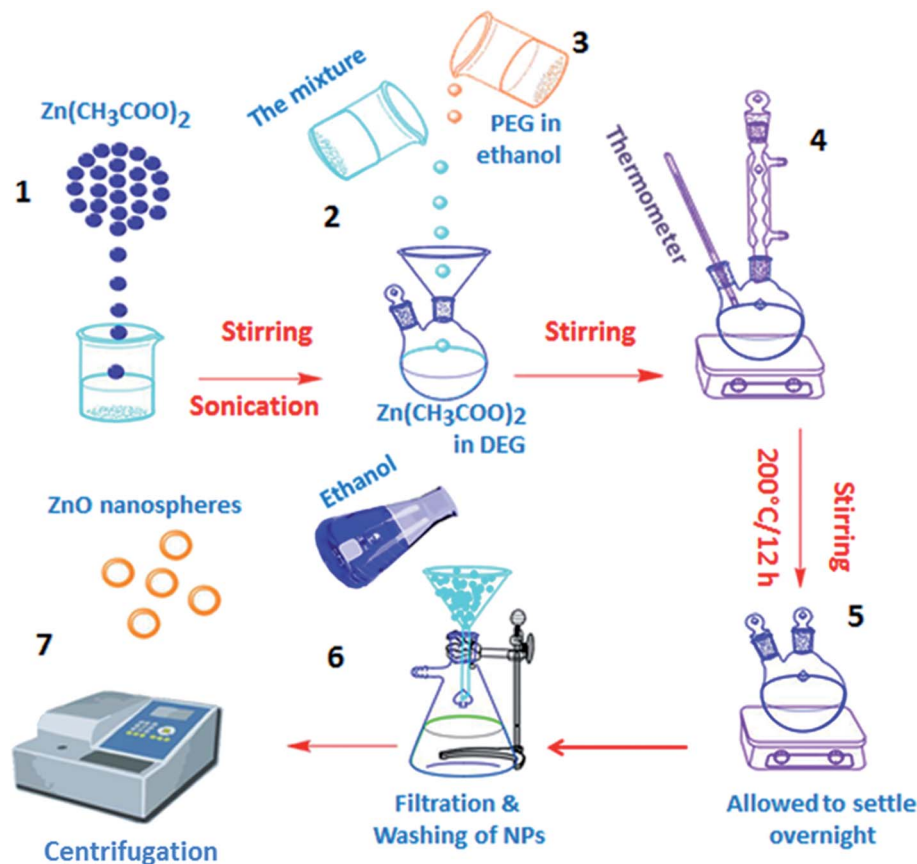 Zn(CH₃COO)₂
1
The mixture
2
3
PEG in
ethanol
Thermometer
4
Stirring
Sonication
Zn(CH₃COO)₂
in DEG
Stirring
200°C/12 h
Stirring
5
Allowed to settle
overnight
Ethanol
6
Filtration &
Washing of NPs
ZnO nanospheres
7
Centrifugation